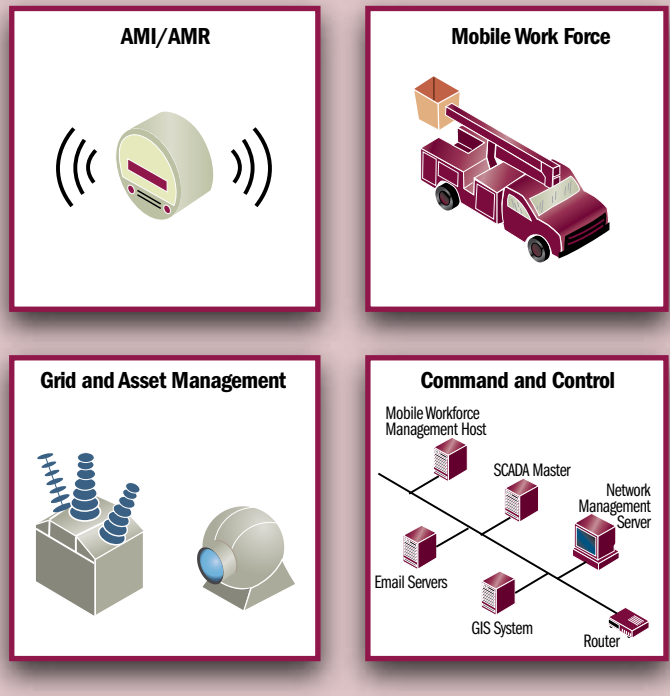 AMI/AMR
Mobile Work Force
Grid and Asset Management
Command and Control
Mobile Workforce
Management Host
SCADA Master
Network
Management
Server
Email Servers
GIS System
Router